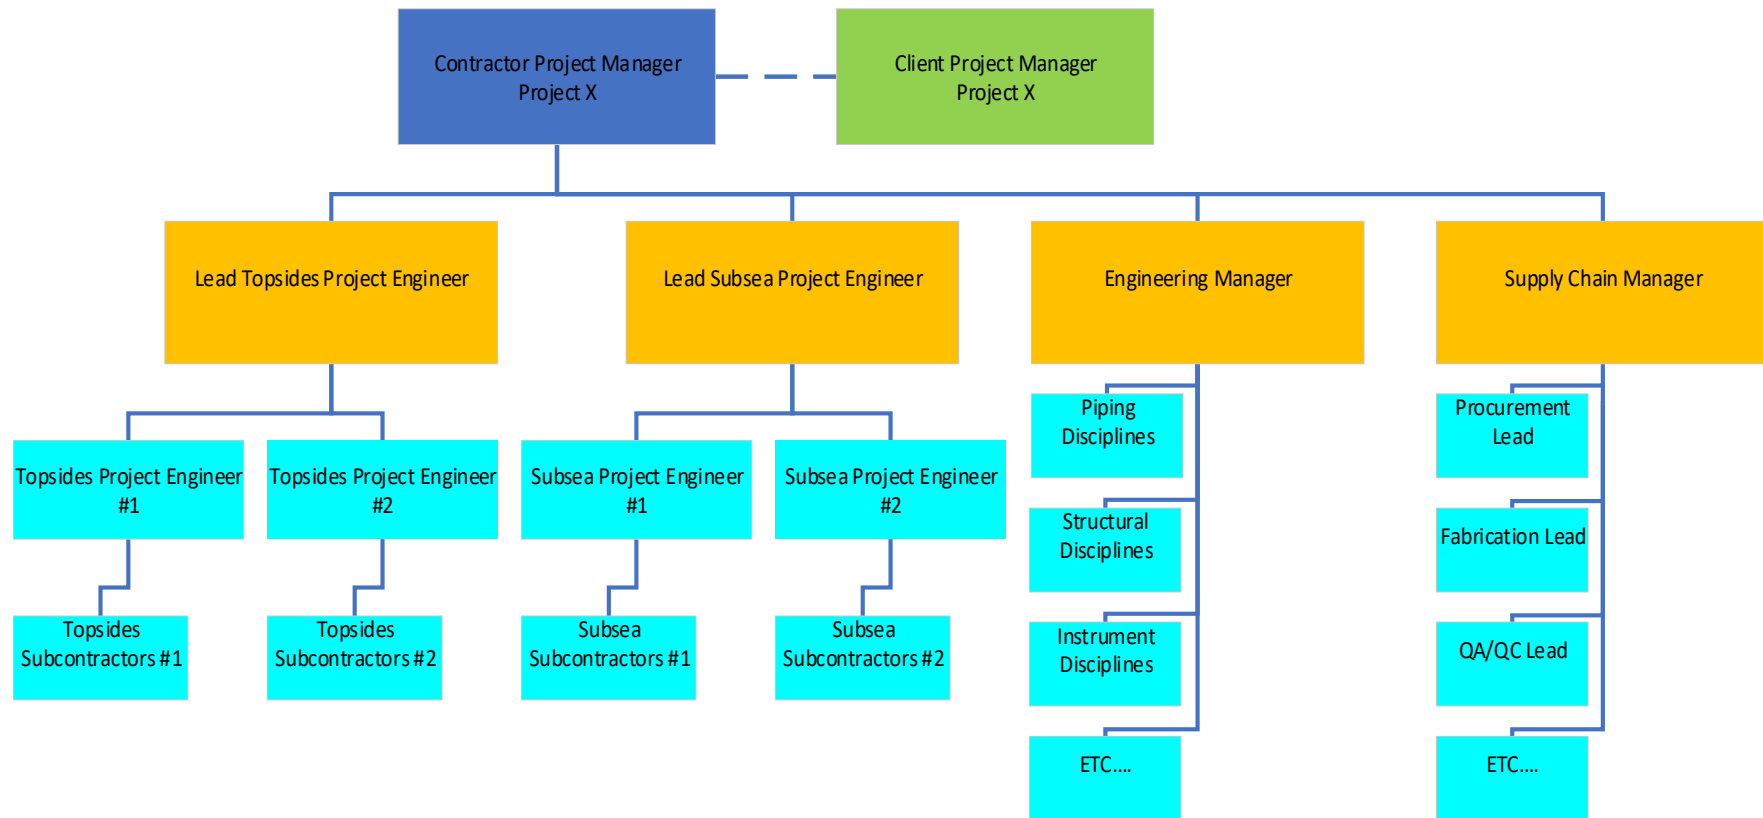 Contractor Project Manager
Project X
Client Project Manager
Project X
Lead Topsides Project Engineer
Lead Subsea Project Engineer
Engineering Manager
Supply Chain Manager
Topsides Project Engineer
#1
Topsides Project Engineer
#2
Subsea Project Engineer
#1
Subsea Project Engineer
#2
Topsides
Subcontractors #1
Topsides
Subcontractors #2
Subsea
Subcontractors #1
Subsea
Subcontractors #2
Piping
Disciplines
Structural
Disciplines
Instrument
Disciplines
ETC....
Procurement
Lead
Fabrication Lead
QA/QC Lead
ETC....